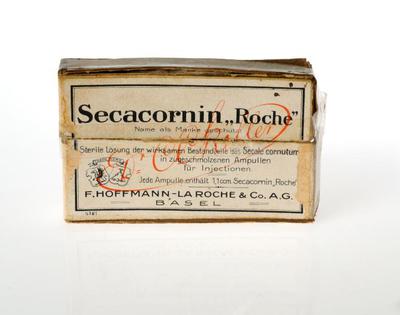 Secacornin „Roche"
Name als Marke geschützt
Sterile Lösung der wirksamen Bestandteile des Secale cornutum
in zugeschmolzenen Ampullen
für Injectionen.
Jede Ampulle enthält 1,1 ccm Secacornin „Roche"
F. HOFFMANN-LA ROCHE & Co. A.G.
BASEL